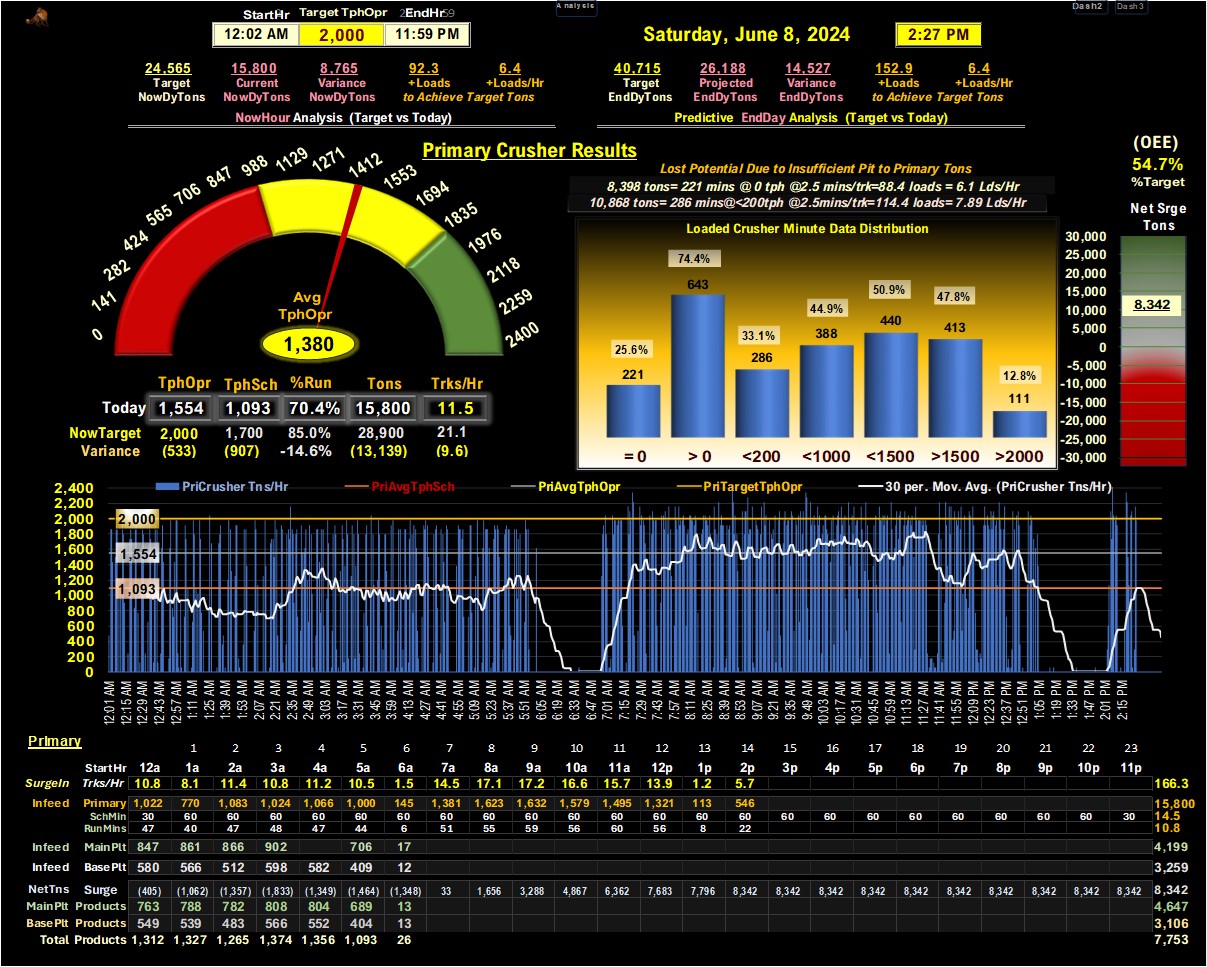 Analysis
Dash2 Dash3
StartHr Target TphOpr EndHr
12:02 AM 2,000 11:59 PM
Saturday, June 8, 2024 2:27 PM
24,565 15,800 8,765 92.3 6.4
Target Current Variance +Loads +Loads/Hr
NowDyTons NowDyTons NowDyTons to Achieve Target Tons
NowHour Analysis (Target vs Today)
40,715 26,188 14,527 152.9 6.4
Target Projected Variance +Loads +Loads/Hr
EndDyTons EndDyTons EndDyTons to Achieve Target Tons
Predictive EndDay Analysis (Target vs Today)
(OEE)
54.7%
%Target
Net Srge
Tons
30,000
25,000
20,000
15,000
10,000
5,000
0
-5,000
-10,000
-15,000
-20,000
-25,000
-30,000
8,342
Primary Crusher Results
0 141 282 424 565 706 847 988 1129 1271 1412 1553 1694 1835 1976 2118 2259 2400
Avg
TphOpr
1,380
TphOpr TphSch %Run Tons Trks/Hr
Today 1,554 1,093 70.4% 15,800 11.5
NowTarget 2,000 1,700 85.0% 28,900 21.1
Variance (533) (907) -14.6% (13,139) (9.6)
Lost Potential Due to Insufficient Pit to Primary Tons
8,398 tons= 221 mins @ 0 tph @2.5 mins/trk=88.4 loads = 6.1 Lds/Hr
10,868 tons= 286 mins@<200tph @2.5mins/trk=114.4 loads= 7.89 Lds/Hr
Loaded Crusher Minute Data Distribution
25.6% 74.4% 33.1% 44.9% 50.9% 47.8% 12.8%
221 643 286 388 440 413 111
= 0 > 0 <200 <1000 <1500 >1500 >2000
PriCrusher Tns/Hr PriAvgTphSch PriAvgTphOpr PriTargetTphOpr 30 per. Mov. Avg. (PriCrusher Tns/Hr)
2,400
2,200
2,000
1,800
1,600
1,400
1,200
1,000
800
600
400
200
0
2,000
1,554
1,093
12:01 AM 12:15 AM 12:29 AM 12:43 AM 12:57 AM 1:11 AM 1:25 AM 1:39 AM 1:53 AM 2:07 AM 2:21 AM 2:35 AM 2:49 AM 3:03 AM 3:17 AM 3:31 AM 3:45 AM 3:59 AM 4:13 AM 4:27 AM 4:41 AM 4:55 AM 5:09 AM 5:23 AM 5:37 AM 5:51 AM 6:05 AM 6:19 AM 6:33 AM 6:47 AM 7:01 AM 7:15 AM 7:29 AM 7:43 AM 7:57 AM 8:11 AM 8:25 AM 8:39 AM 8:53 AM 9:07 AM 9:21 AM 9:35 AM 9:49 AM 10:03 AM 10:17 AM 10:31 AM 10:45 AM 10:59 AM 11:13 AM 11:27 AM 11:41 AM 11:55 AM 12:09 PM 12:23 PM 12:37 PM 12:51 PM 1:05 PM 1:19 PM 1:33 PM 1:47 PM 2:01 PM 2:15 PM
Primary
1 2 3 4 5 6 7 8 9 10 11 12 13 14 15 16 17 18 19 20 21 22 23
StartHr 12a 1a 2a 3a 4a 5a 6a 7a 8a 9a 10a 11a 12p 1p 2p 3p 4p 5p 6p 7p 8p 9p 10p 11p
SurgeIn Trks/Hr 10.8 8.1 11.4 10.8 11.2 10.5 1.5 14.5 17.1 17.2 16.6 15.7 13.9 1.2 5.7 166.3
Infeed Primary 1,022 770 1,083 1,024 1,066 1,000 145 1,381 1,623 1,632 1,579 1,495 1,321 113 546 15,800
SchMin 30 60 60 60 60 60 60 60 60 60 60 60 60 60 60 60 60 60 60 60 60 60 60 30 14.5
RunMins 47 40 47 48 47 44 6 51 55 59 56 60 56 8 22 10.8
Infeed MainPlt 847 861 866 902 706 17 4,199
Infeed BasePlt 580 566 512 598 582 409 12 3,259
NetTns Surge (405) (1,062) (1,357) (1,833) (1,349) (1,464) (1,348) 33 1,656 3,288 4,867 6,362 7,683 7,796 8,342 8,342 8,342 8,342 8,342 8,342 8,342 8,342 8,342 8,342 8,342
MainPlt Products 763 788 782 808 804 689 13 4,647
BasePlt Products 549 539 483 566 552 404 13 3,106
Total Products 1,312 1,327 1,265 1,374 1,356 1,093 26 7,753